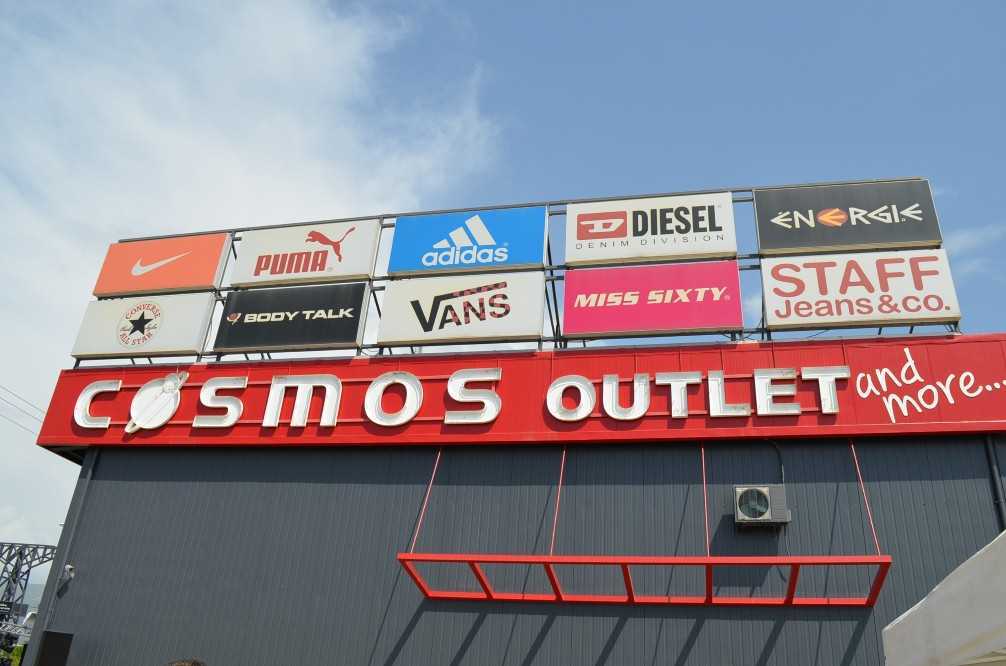 PUMA
adidas
DIESEL
DENIM DIVISION
ENERGIE
CONVERSE
ALL STAR
BODY TALK
VANS
MISS SIXTY
STAFF
Jeans & co.
COSMOS OUTLET
and
more...